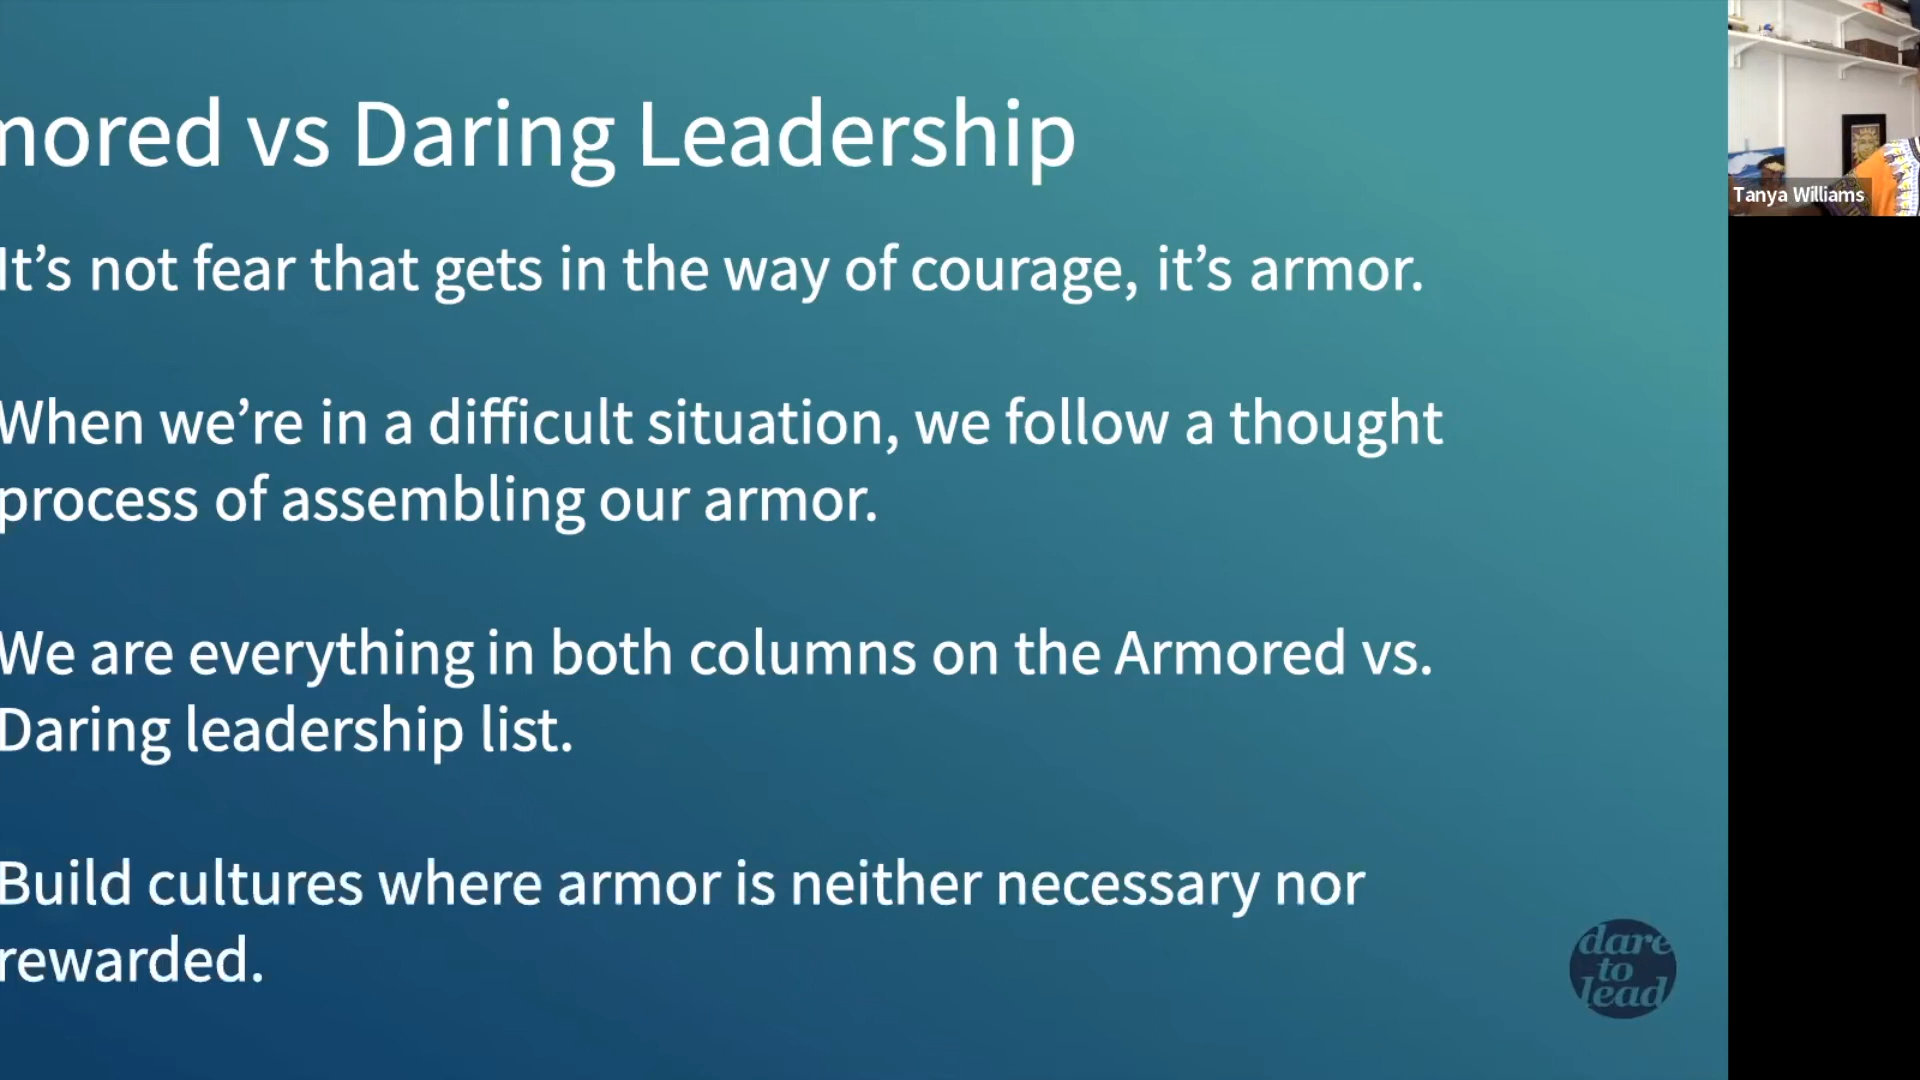 mored vs Daring Leadership
It’s not fear that gets in the way of courage, it’s armor.
When we’re in a difficult situation, we follow a thought
process of assembling our armor.
We are everything in both columns on the Armored vs.
Daring leadership list.
Build cultures where armor is neither necessary nor
rewarded.
dare
to
lead
Tanya Williams